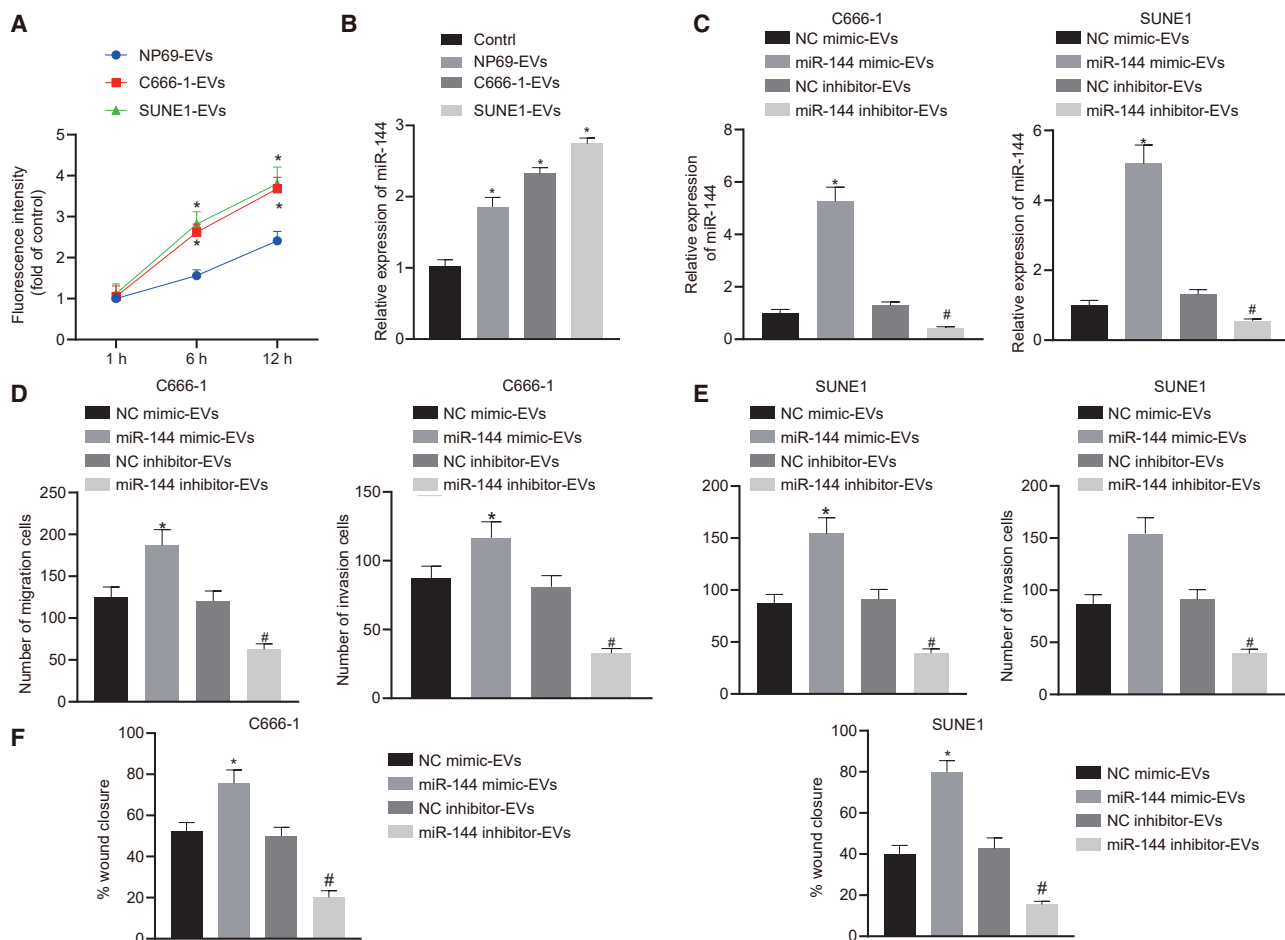 A
NP69-EVs
C666-1-EVs
SUNE1-EVs
Fluorescence intensity
(fold of control)
5
4
3
2
1
0
*
*
*
*
1 h
6 h
12 h
B
Contrl
NP69-EVs
C666-1-EVs
SUNE1-EVs
Relative expression of miR-144
3
2
1
0
*
*
*
C
C666-1
NC mimic-EVs
miR-144 mimic-EVs
NC inhibitor-EVs
miR-144 inhibitor-EVs
Relative expression
of miR-144
8
6
4
2
0
*
#
SUNE1
NC mimic-EVs
miR-144 mimic-EVs
NC inhibitor-EVs
miR-144 inhibitor-EVs
Relative expression of miR-144
6
4
2
0
*
#
D
C666-1
NC mimic-EVs
miR-144 mimic-EVs
NC inhibitor-EVs
miR-144 inhibitor-EVs
Number of migration cells
250
200
150
100
50
0
*
#
C666-1
NC mimic-EVs
miR-144 mimic-EVs
NC inhibitor-EVs
miR-144 inhibitor-EVs
Number of invasion cells
150
100
50
0
*
#
E
SUNE1
NC mimic-EVs
miR-144 mimic-EVs
NC inhibitor-EVs
miR-144 inhibitor-EVs
Number of migration cells
200
150
100
50
0
*
#
SUNE1
NC mimic-EVs
miR-144 mimic-EVs
NC inhibitor-EVs
miR-144 inhibitor-EVs
Number of invasion cells
200
150
100
50
0
#
F
C666-1
% wound closure
100
80
60
40
20
0
*
#
NC mimic-EVs
miR-144 mimic-EVs
NC inhibitor-EVs
miR-144 inhibitor-EVs
SUNE1
% wound closure
100
80
60
40
20
0
*
#
NC mimic-EVs
miR-144 mimic-EVs
NC inhibitor-EVs
miR-144 inhibitor-EVs